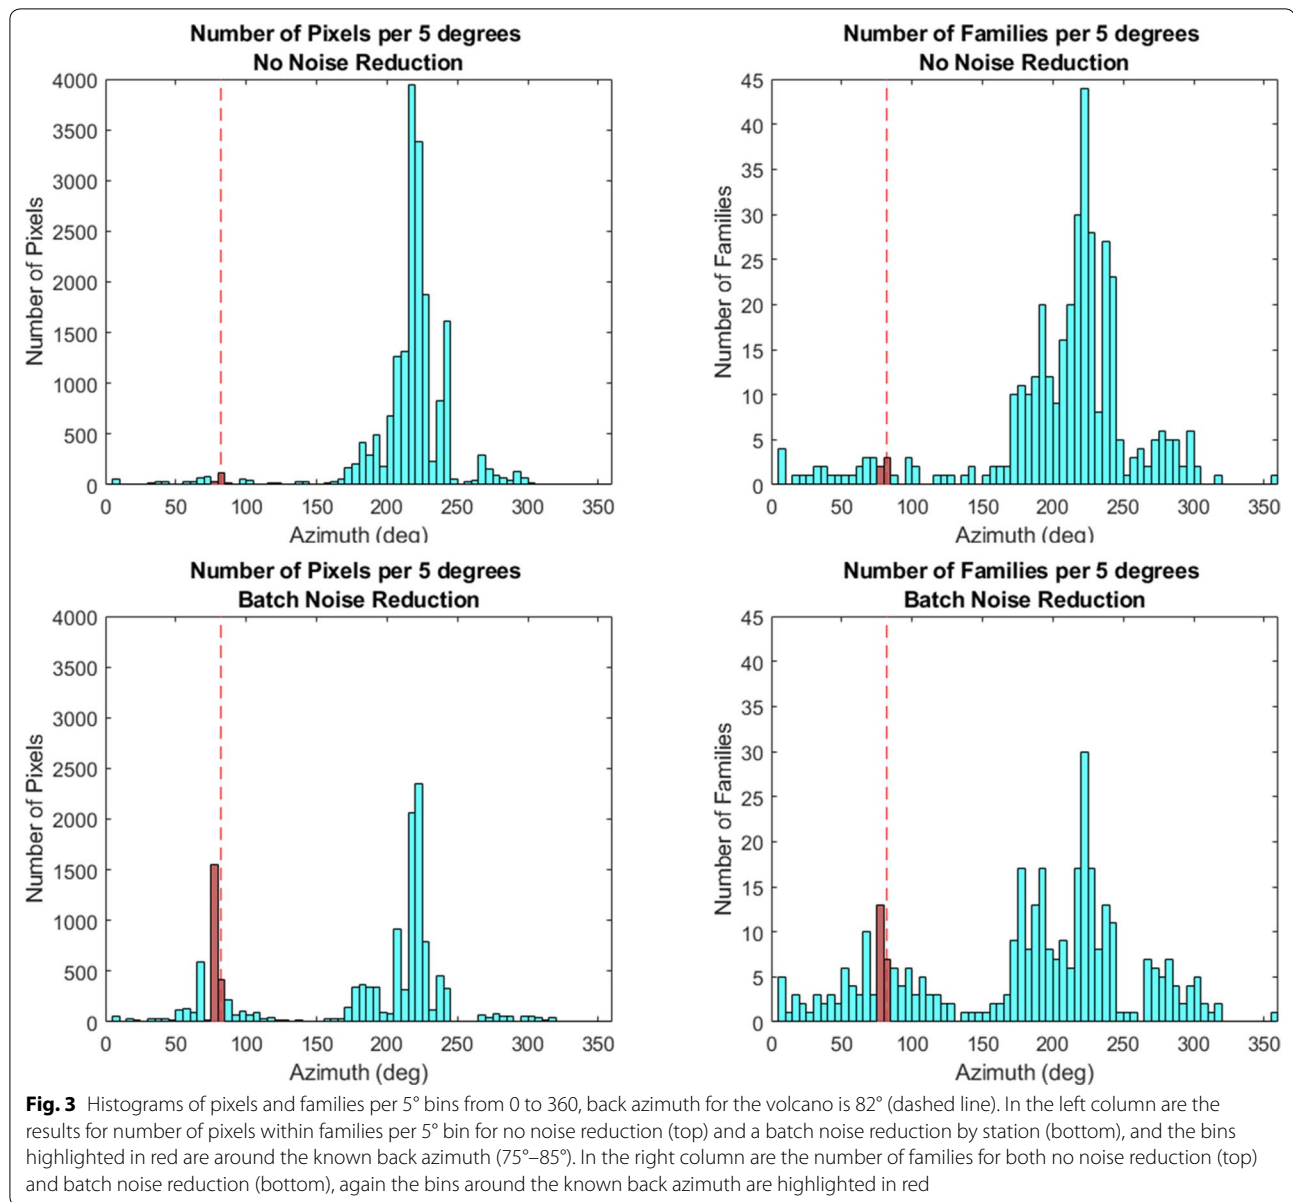 Number of Pixels per 5 degrees
No Noise Reduction
Number of Pixels
4000
3500
3000
2500
2000
1500
1000
500
0
0 50 100 150 200 250 300 350
Azimuth (deg)
Number of Families per 5 degrees
No Noise Reduction
Number of Families
45
40
35
30
25
20
15
10
5
0
0 50 100 150 200 250 300 350
Azimuth (deg)
Number of Pixels per 5 degrees
Batch Noise Reduction
Number of Pixels
4000
3500
3000
2500
2000
1500
1000
500
0
0 50 100 150 200 250 300 350
Azimuth (deg)
Number of Families per 5 degrees
Batch Noise Reduction
Number of Families
45
40
35
30
25
20
15
10
5
0
0 50 100 150 200 250 300 350
Azimuth (deg)
Fig. 3 Histograms of pixels and families per 5° bins from 0 to 360, back azimuth for the volcano is 82° (dashed line). In the left column are the
results for number of pixels within families per 5° bin for no noise reduction (top) and a batch noise reduction by station (bottom), and the bins
highlighted in red are around the known back azimuth (75°–85°). In the right column are the number of families for both no noise reduction (top)
and batch noise reduction (bottom), again the bins around the known back azimuth are highlighted in red